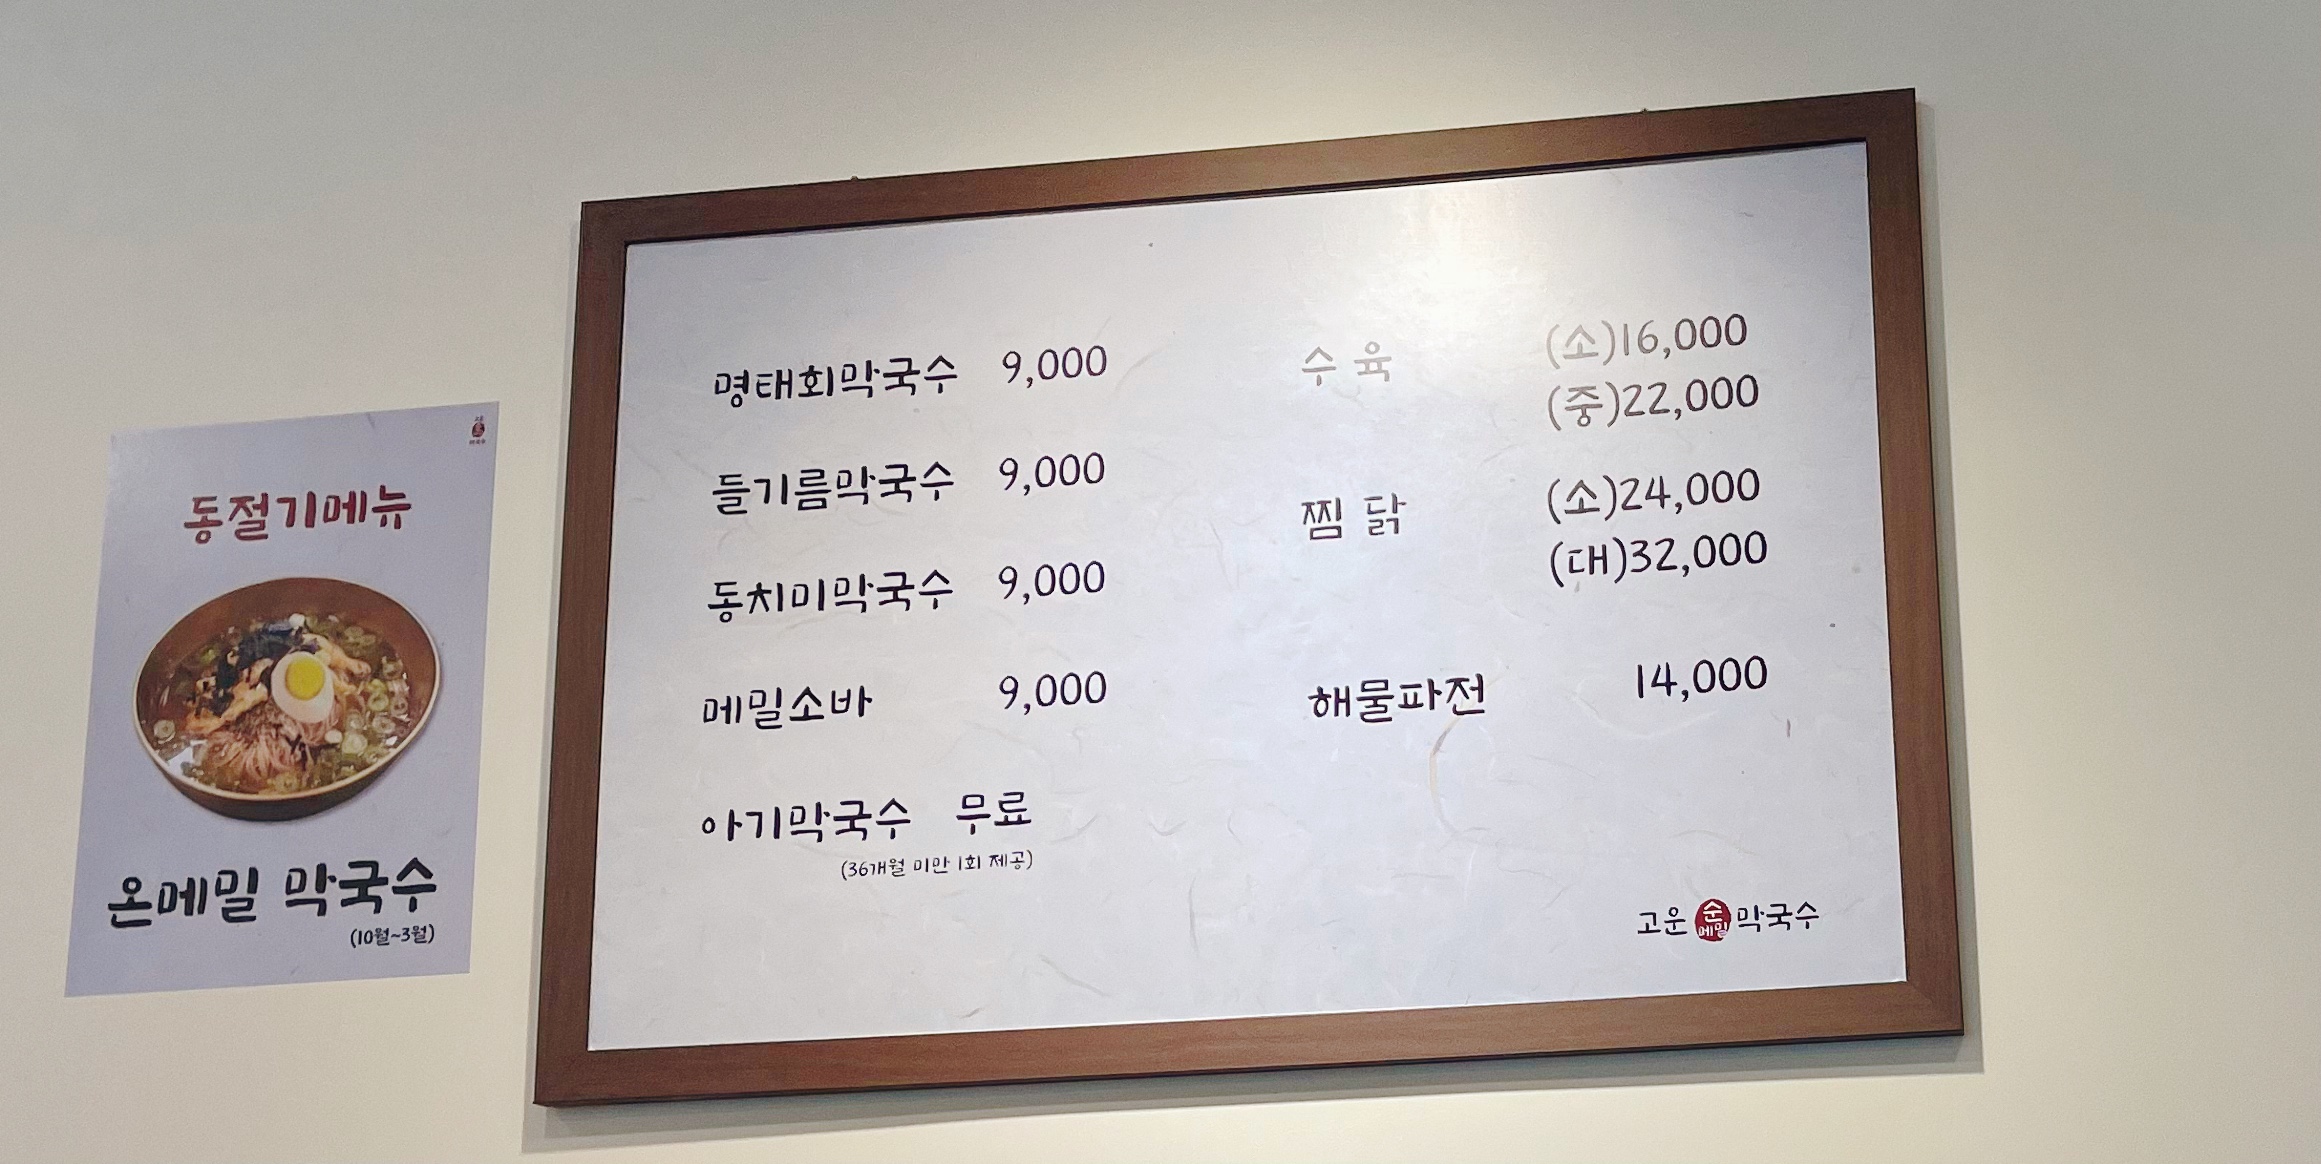 동절기메뉴
온메밀 막국수
(10월~3월)
명태회막국수 9,000
들기름막국수 9,000
동치미막국수 9,000
메밀소바 9,000
아기막국수 무료
(36개월 미만 1회 제공)
수육 (소)16,000
(중)22,000
찜닭 (소)24,000
(대)32,000
해물파전 14,000
고운 순메밀 막국수